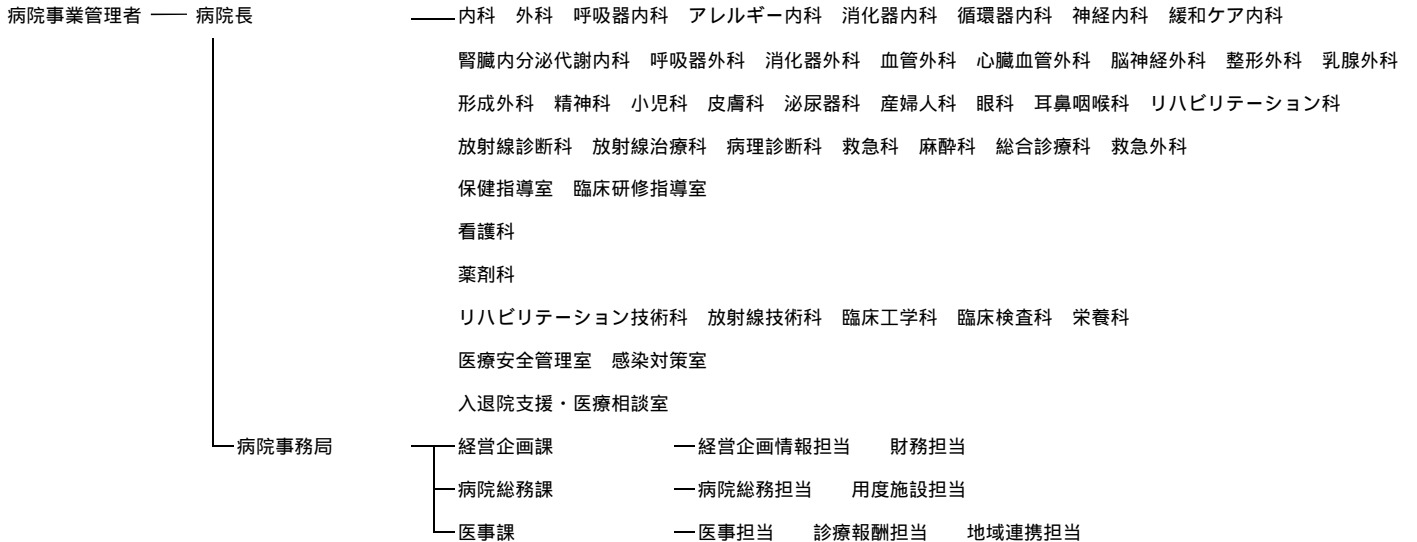 病院事業管理者 病院長 内科 外科 呼吸器内科 アレルギー内科 消化器内科 循環器内科 神経内科 緩和ケア内科
腎臓内分泌代謝内科 呼吸器外科 消化器外科 血管外科 心臓血管外科 脳神経外科 整形外科 乳腺外科
形成外科 精神科 小児科 皮膚科 泌尿器科 産婦人科 眼科 耳鼻咽喉科 リハビリテーション科
放射線診断科 放射線治療科 病理診断科 救急科 麻酔科 総合診療科 救急外科
保健指導室 臨床研修指導室
看護科
薬剤科
リハビリテーション技術科 放射線技術科 臨床工学科 臨床検査科 栄養科
医療安全管理室 感染対策室
入退院支援・医療相談室
病院事務局 経営企画課 経営企画情報担当 財務担当
病院総務課 病院総務担当 用度施設担当
医事課 医事担当 診療報酬担当 地域連携担当